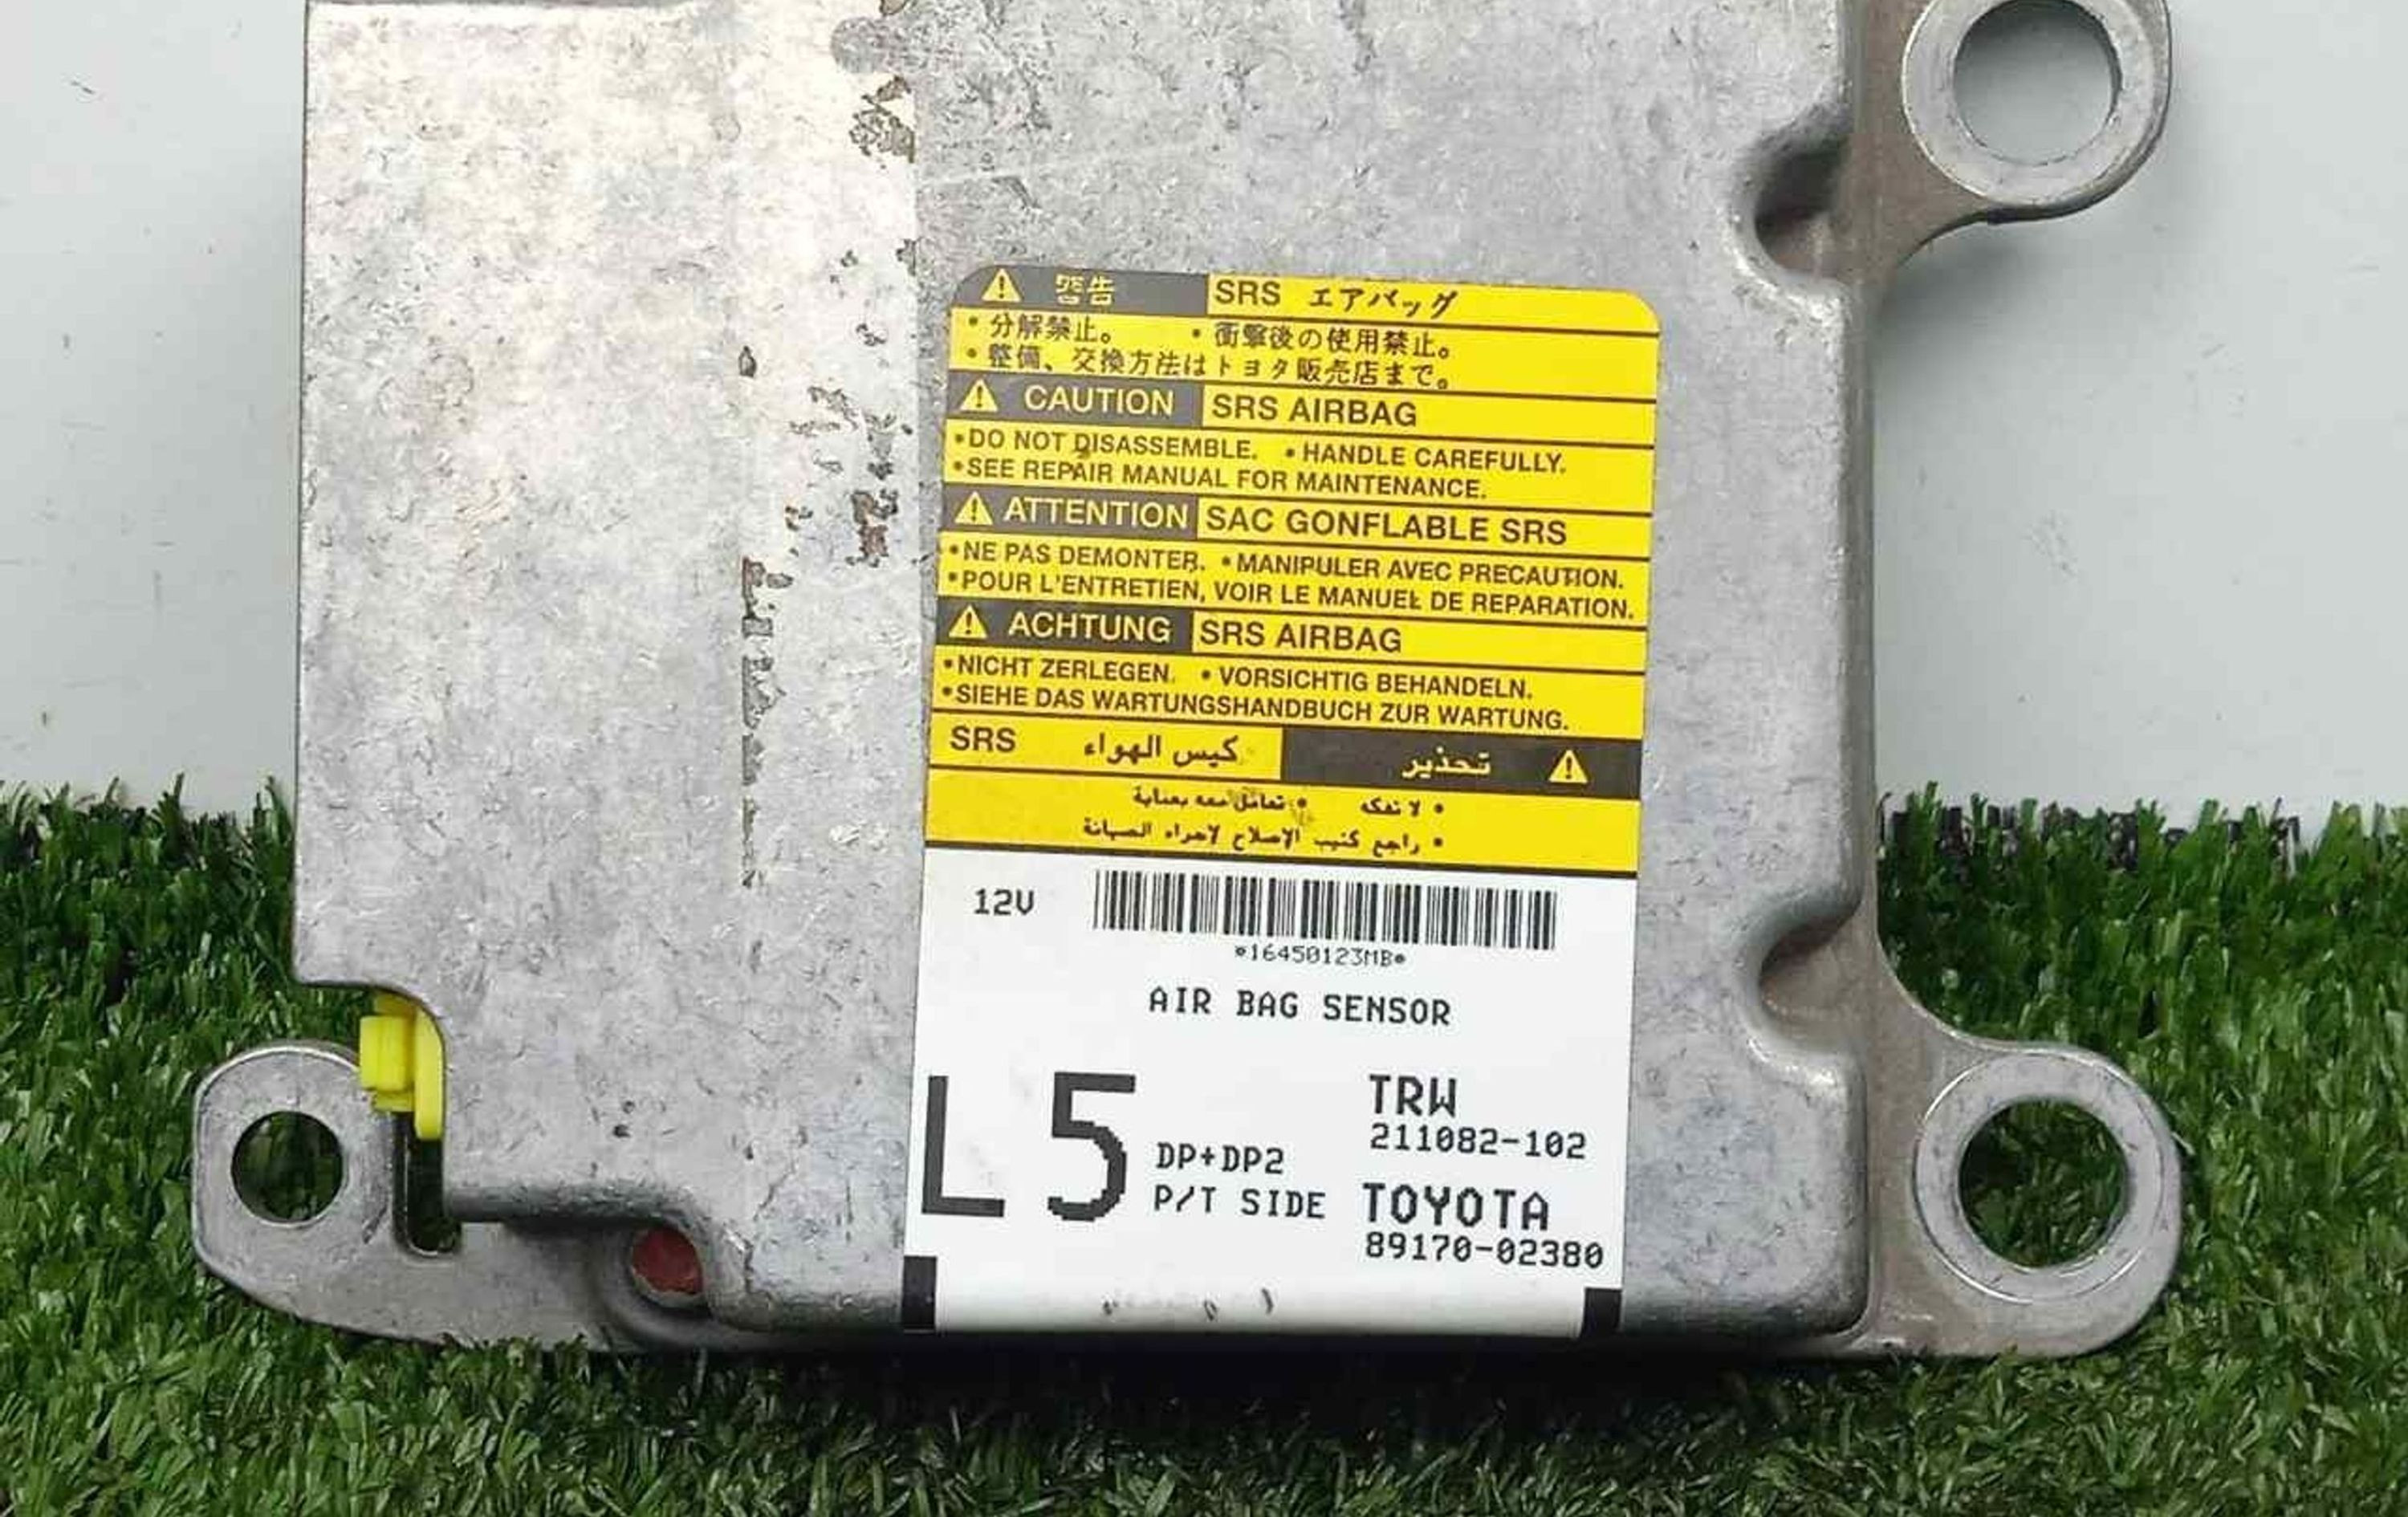 警告 SRS エアバッグ
・分解禁止。 ・衝撃後の使用禁止。
・整備、交換方法はトヨタ販売店まで。
CAUTION SRS AIRBAG
•DO NOT DISASSEMBLE. •HANDLE CAREFULLY.
•SEE REPAIR MANUAL FOR MAINTENANCE.
ATTENTION SAC GONFLABLE SRS
•NE PAS DEMONTER. •MANIPULER AVEC PRECAUTION.
•POUR L'ENTRETIEN, VOIR LE MANUEL DE REPARATION.
ACHTUNG SRS AIRBAG
•NICHT ZERLEGEN. •VORSICHTIG BEHANDELN.
•SIEHE DAS WARTUNGSHANDBUCH ZUR WARTUNG.
تحذير كيس الهواء SRS
• لا تفكه • تعامل معه بعناية
• راجع كتيب الإصلاح لإجراء الصيانة
12V
*16450123MB*
AIR BAG SENSOR
L5
DP+DP2
P/T SIDE
TRW
211082-102
TOYOTA
89170-02380